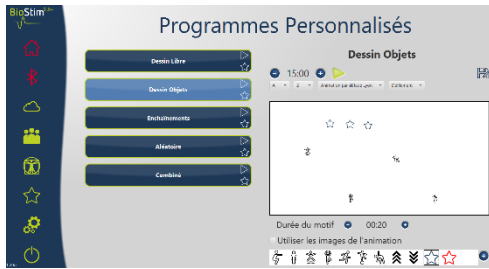 BioStim
Programmes Personnalisés
Dessin Libre
Dessin Objets
Enchaînements
Aléatoire
Combiné
Dessin Objets
15:00
Durée du motif 00:20
Utiliser les images de l'animation